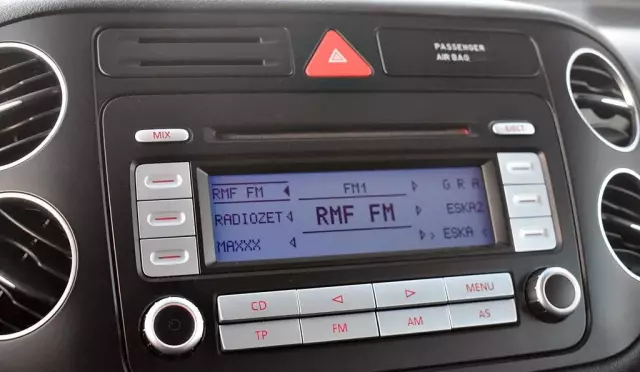 PASSENGER
AIR BAG
MIX
EJECT
RMF FM
FM1
G R A
RADIOZET
RMF FM
ESKA2
MAXXX
ESKA
CD
MENU
TP
FM
AM
AS